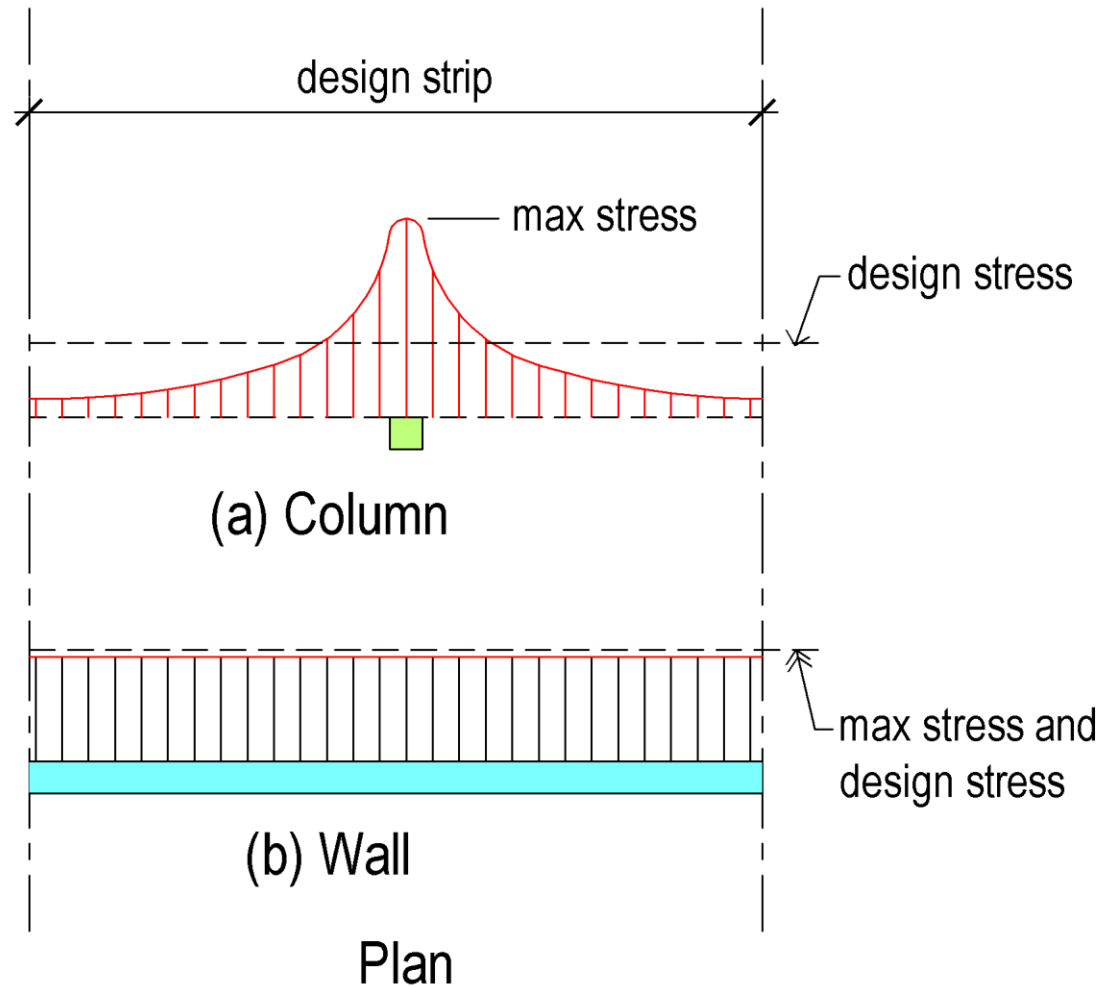 design strip
max stress
design stress
(a) Column
max stress and
design stress
(b) Wall
Plan